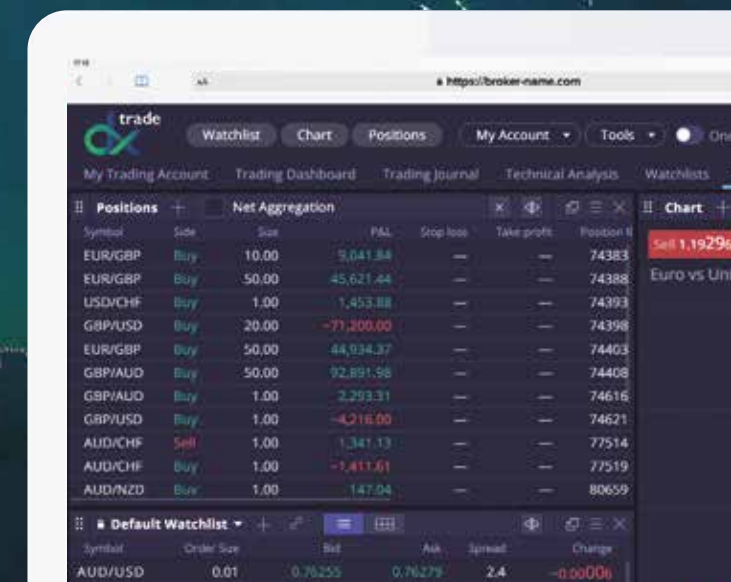 https://broker-name.com
trade
Watchlist Chart Positions My Account Tools One
My Trading Account Trading Dashboard Trading Journal Technical Analysis Watchlists
Positions Net Aggregation Chart
Symbol Side Size P&L Stop loss Take profit Position I
Sell 1,19296
EUR/GBP Buy 10.00 9,041.84 — — 74383
Euro vs Uni
EUR/GBP Buy 50.00 45,621.44 — — 74388
USD/CHF Buy 1.00 1,453.88 — — 74393
GBP/USD Buy 20.00 -71,200.00 — — 74398
EUR/GBP Buy 50.00 44,934.37 — — 74403
GBP/AUD Buy 50.00 92,891.98 — — 74408
GBP/AUD Buy 1.00 2,293.31 — — 74616
GBP/USD Buy 1.00 -4,216.00 — — 74621
AUD/CHF Sell 1.00 1,341.13 — — 77514
AUD/CHF Buy 1.00 -1,411.61 — — 77519
AUD/NZD Buy 1.00 147.04 — — 80659
Default Watchlist
Symbol Order Size Bid Ask Spread Change
AUD/USD 0.01 0.76255 0.76279 2.4 -0.00006